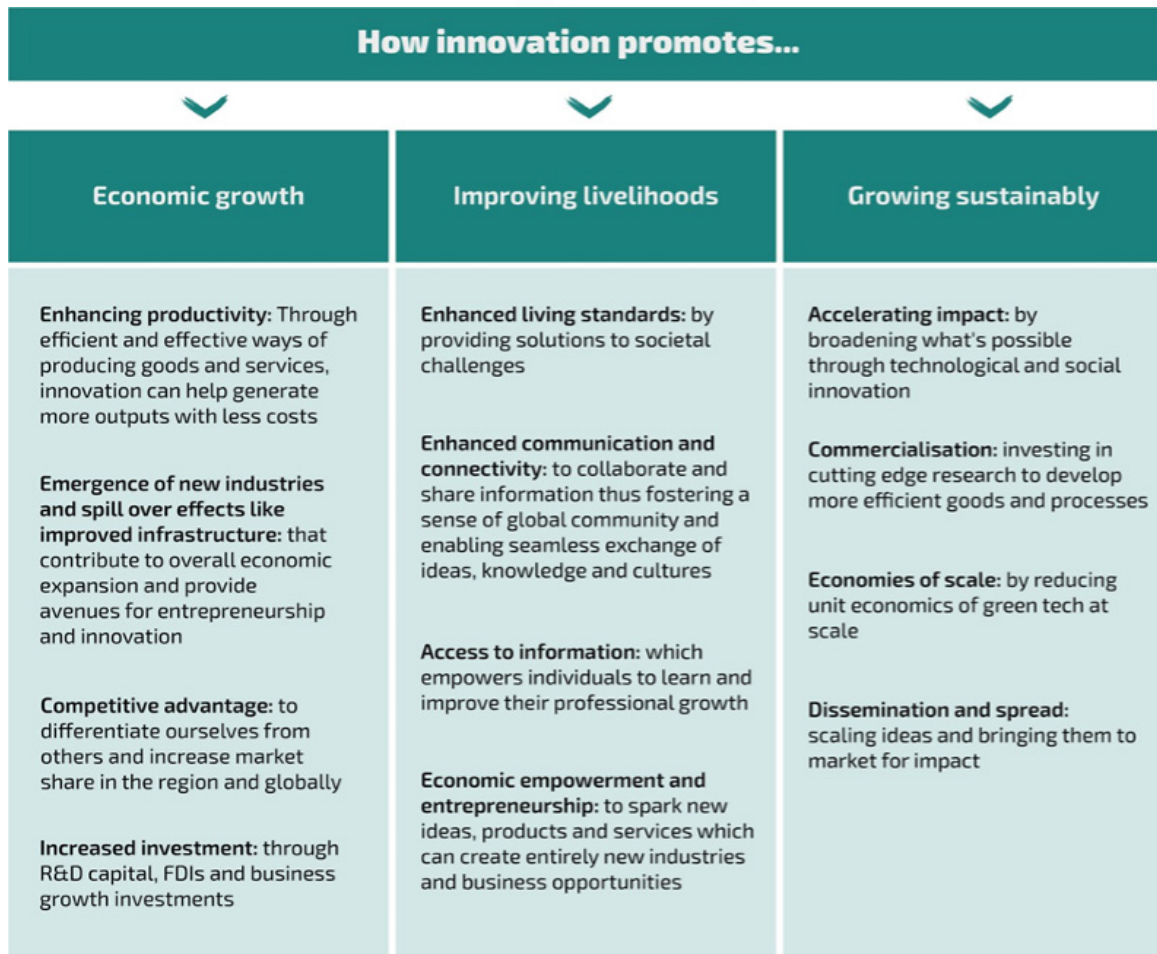 How innovation promotes...
Economic growth
Enhancing productivity: Through
efficient and effective ways of
producing goods and services,
innovation can help generate
more outputs with less costs
Emergence of new industries
and spill over effects like
improved infrastructure: that
contribute to overall economic
expansion and provide
avenues for entrepreneurship
and innovation
Competitive advantage: to
differentiate ourselves from
others and increase market
share in the region and globally
Increased investment: through
R&D capital, FDIs and business
growth investments
Improving livelihoods
Enhanced living standards: by
providing solutions to societal
challenges
Enhanced communication and
connectivity: to collaborate and
share information thus fostering a
sense of global community and
enabling seamless exchange of
ideas, knowledge and cultures
Access to information: which
empowers individuals to learn and
improve their professional growth
Economic empowerment and
entrepreneurship: to spark new
ideas, products and services which
can create entirely new industries
and business opportunities
Growing sustainably
Accelerating impact: by
broadening what's possible
through technological and social
innovation
Commercialisation: investing in
cutting edge research to develop
more efficient goods and processes
Economies of scale: by reducing
unit economics of green tech at
scale
Dissemination and spread:
scaling ideas and bringing them to
market for impact